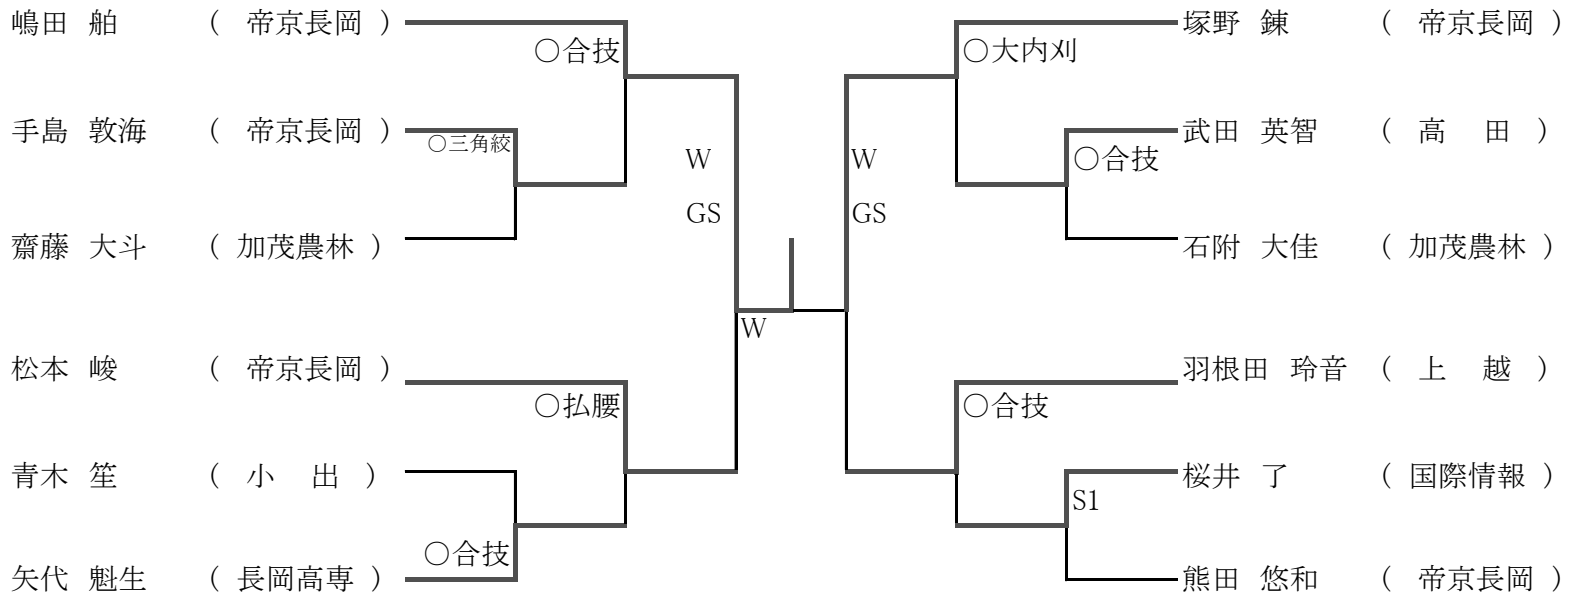 嶋田 舶 ( 帝京長岡 )
○合技
手島 敦海 ( 帝京長岡 )
○三角絞
齋藤 大斗 ( 加茂農林 )
W
GS
松本 峻 ( 帝京長岡 )
○払腰
青木 笙 ( 小 出 )
○合技
矢代 魁生 ( 長岡高専 )
W
塚野 錬 ( 帝京長岡 )
○大内刈
武田 英智 ( 高 田 )
○合技
石附 大佳 ( 加茂農林 )
W
GS
羽根田 玲音 ( 上 越 )
○合技
桜井 了 ( 国際情報 )
S1
熊田 悠和 ( 帝京長岡 )